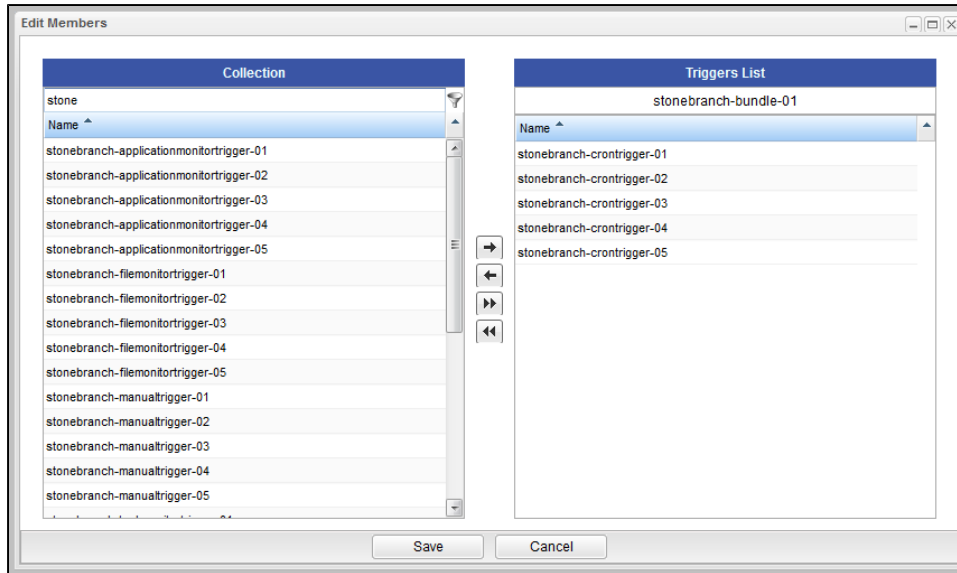 Edit Members
Collection
stone
Name
stonebranch-applicationmonitortrigger-01
stonebranch-applicationmonitortrigger-02
stonebranch-applicationmonitortrigger-03
stonebranch-applicationmonitortrigger-04
stonebranch-applicationmonitortrigger-05
stonebranch-filemonitortrigger-01
stonebranch-filemonitortrigger-02
stonebranch-filemonitortrigger-03
stonebranch-filemonitortrigger-04
stonebranch-filemonitortrigger-05
stonebranch-manualtrigger-01
stonebranch-manualtrigger-02
stonebranch-manualtrigger-03
stonebranch-manualtrigger-04
stonebranch-manualtrigger-05
Triggers List
stonebranch-bundle-01
Name
stonebranch-crontrigger-01
stonebranch-crontrigger-02
stonebranch-crontrigger-03
stonebranch-crontrigger-04
stonebranch-crontrigger-05
Save
Cancel